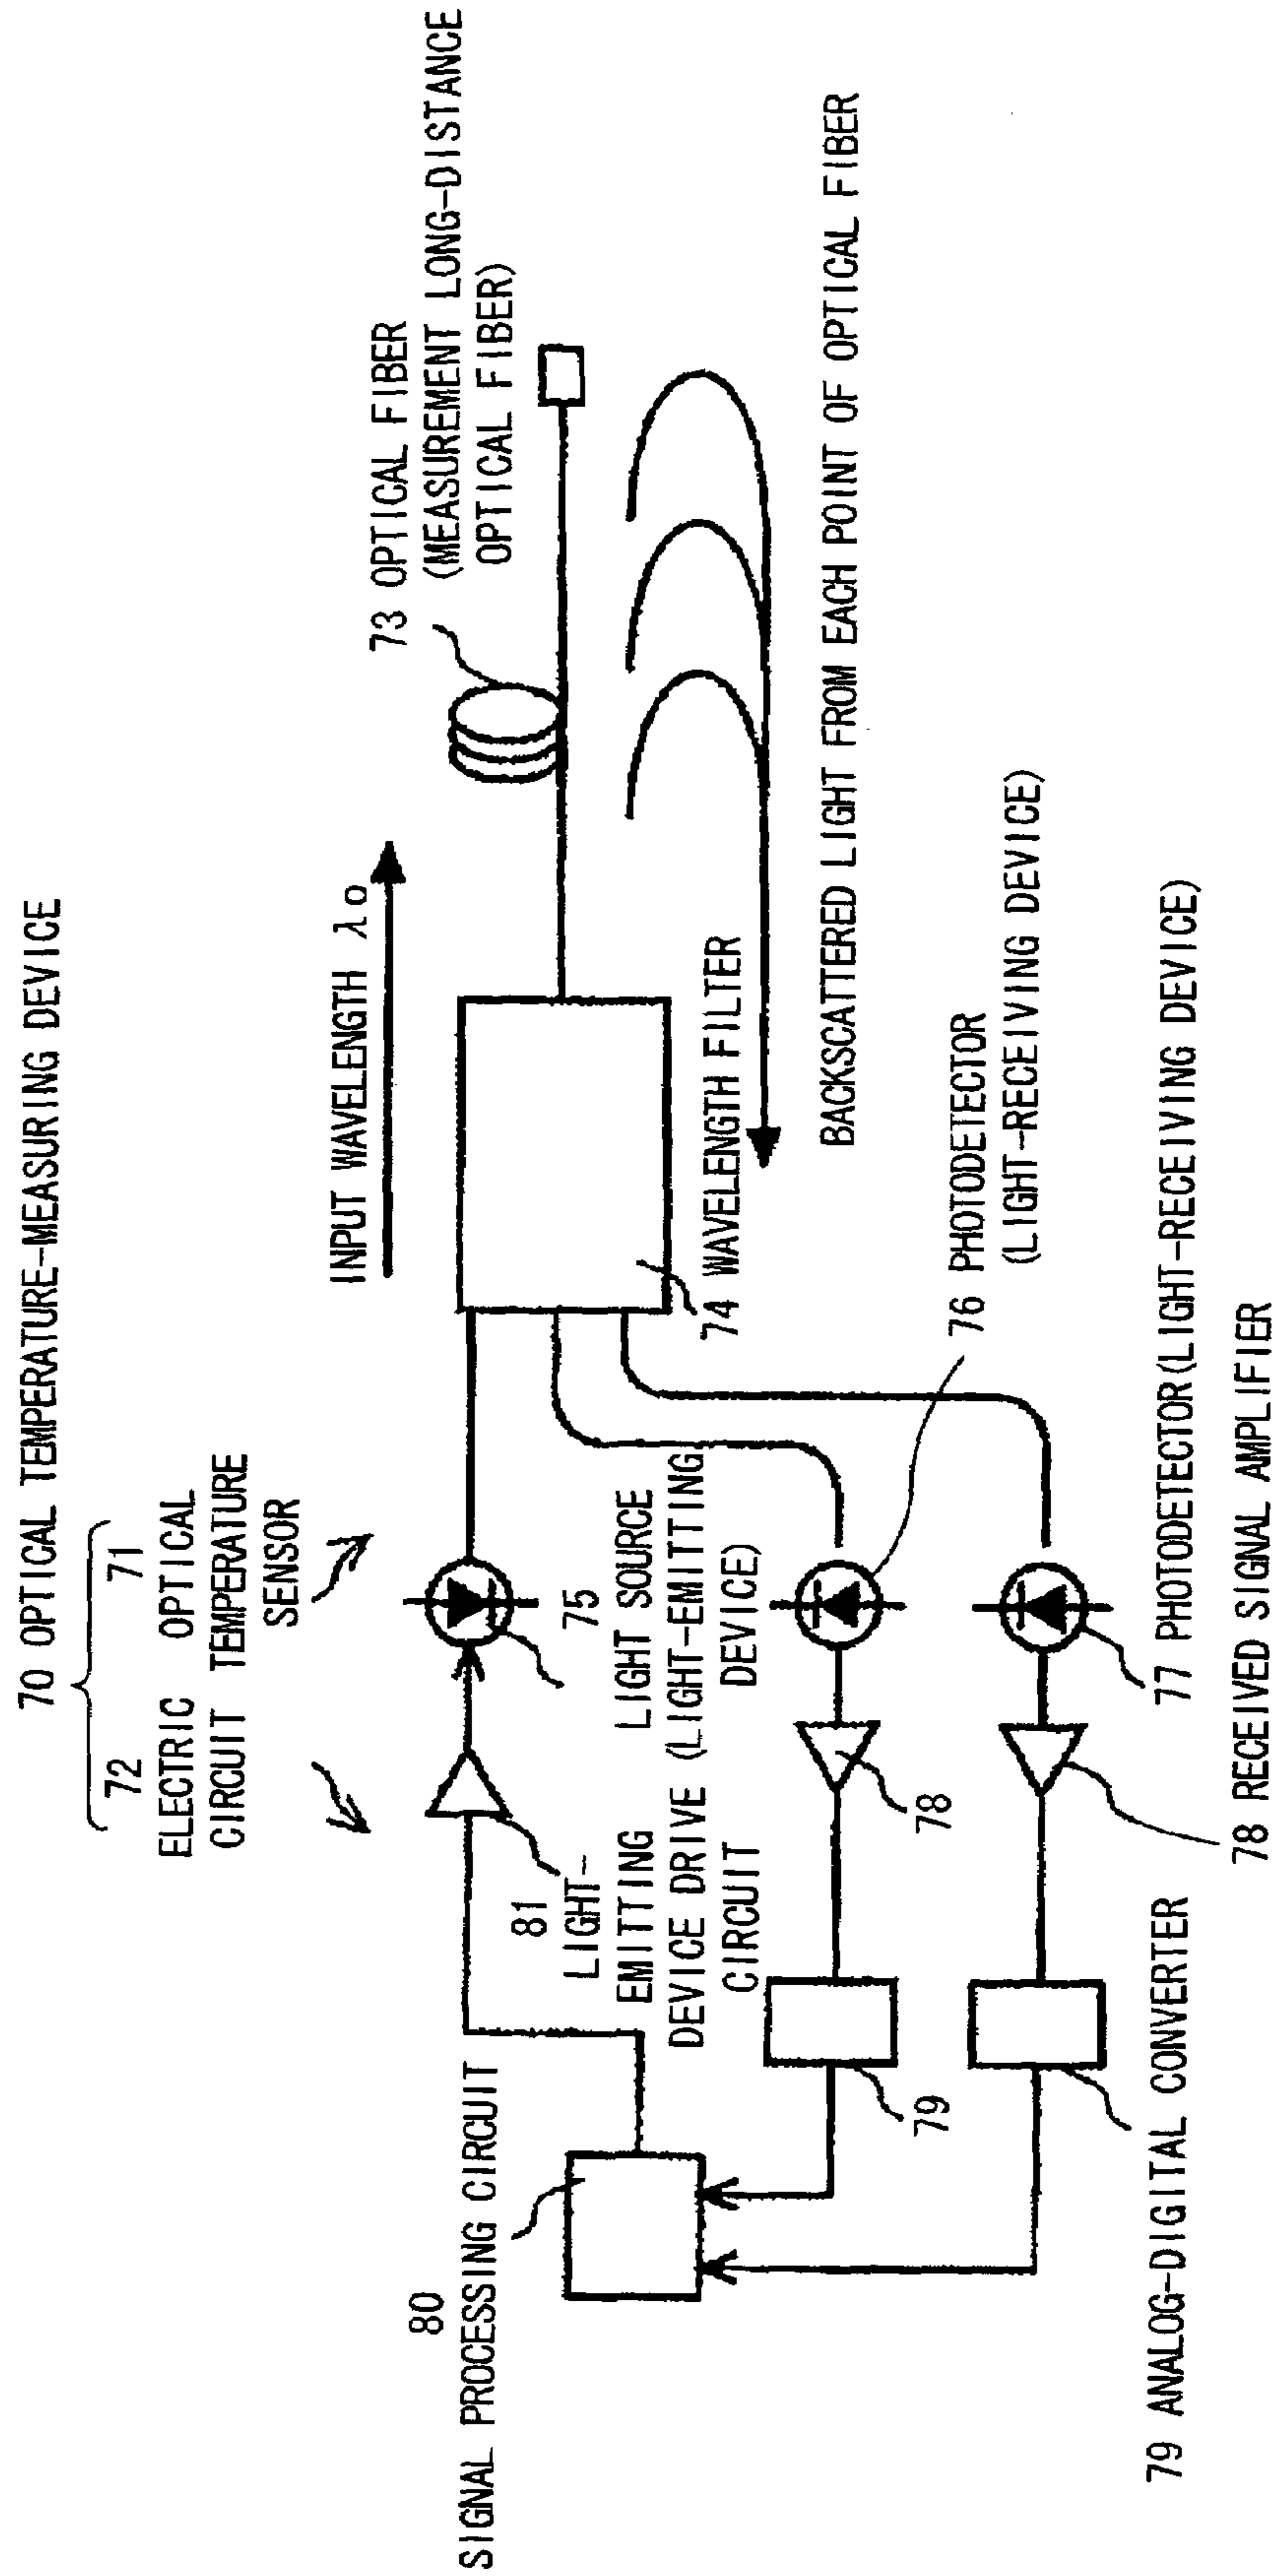 70 OPTICAL TEMPERATURE-MEASURING DEVICE
72
ELECTRIC
CIRCUIT
71
OPTICAL
TEMPERATURE
SENSOR
INPUT WAVELENGTH λo
73 OPTICAL FIBER
(MEASUREMENT LONG-DISTANCE
OPTICAL FIBER)
80
SIGNAL PROCESSING CIRCUIT
81
LIGHT-
EMITTING
DEVICE DRIVE
CIRCUIT
75
LIGHT SOURCE
(LIGHT-EMITTING
DEVICE)
74 WAVELENGTH FILTER
BACKSCATTERED LIGHT FROM EACH POINT OF OPTICAL FIBER
79
78
76 PHOTODETECTOR
(LIGHT-RECEIVING DEVICE)
79 ANALOG-DIGITAL CONVERTER
77 PHOTODETECTOR(LIGHT-RECEIVING DEVICE)
78 RECEIVED SIGNAL AMPLIFIER